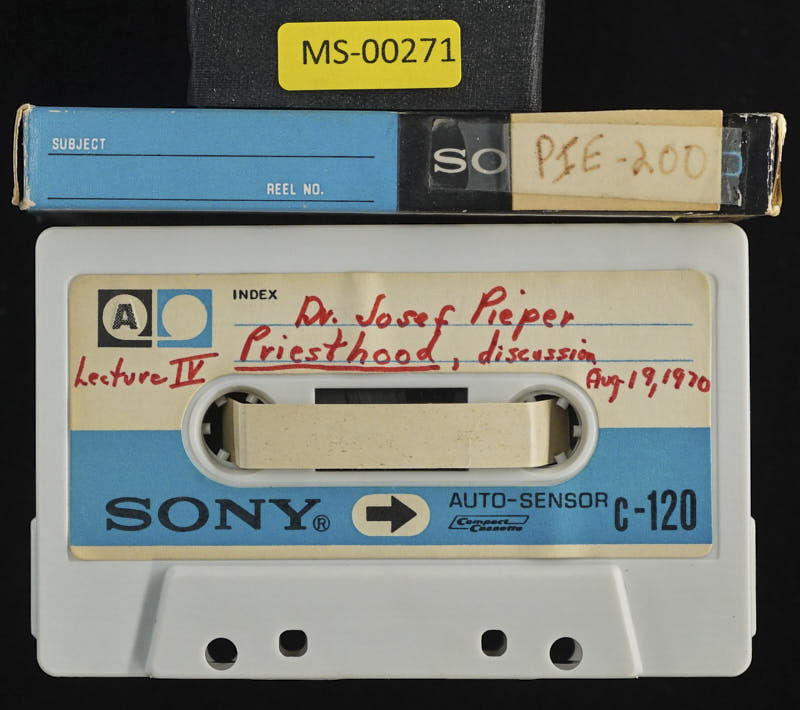 MS-00271
SUBJECT
REEL NO.
SO
PIE-200
A
INDEX
Dr. Josef Pieper
Priesthood, discussion
Lecture IV
Aug 19, 1970
SONY®
AUTO-SENSOR
Compact Cassette
C-120